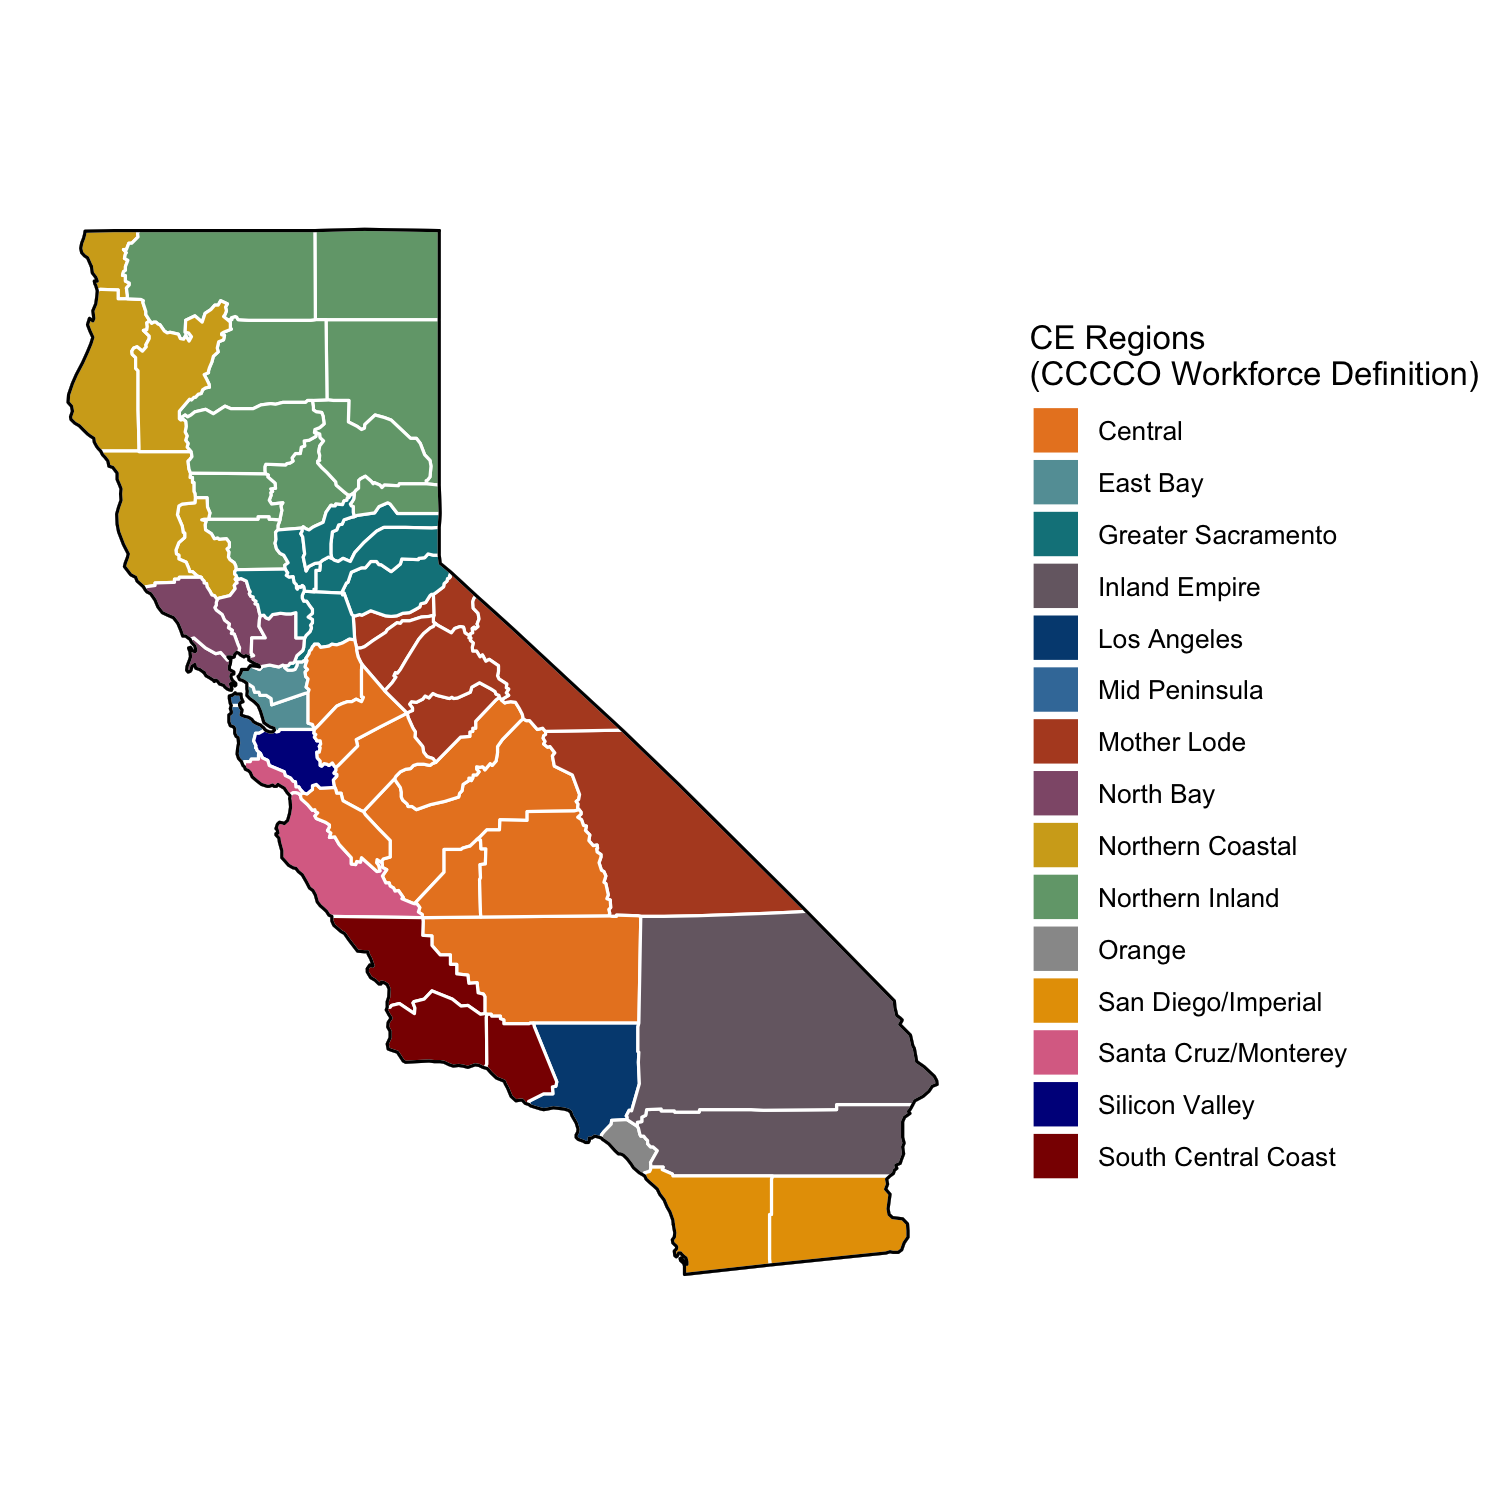 CE Regions
(CCCCO Workforce Definition)
Central
East Bay
Greater Sacramento
Inland Empire
Los Angeles
Mid Peninsula
Mother Lode
North Bay
Northern Coastal
Northern Inland
Orange
San Diego/Imperial
Santa Cruz/Monterey
Silicon Valley
South Central Coast